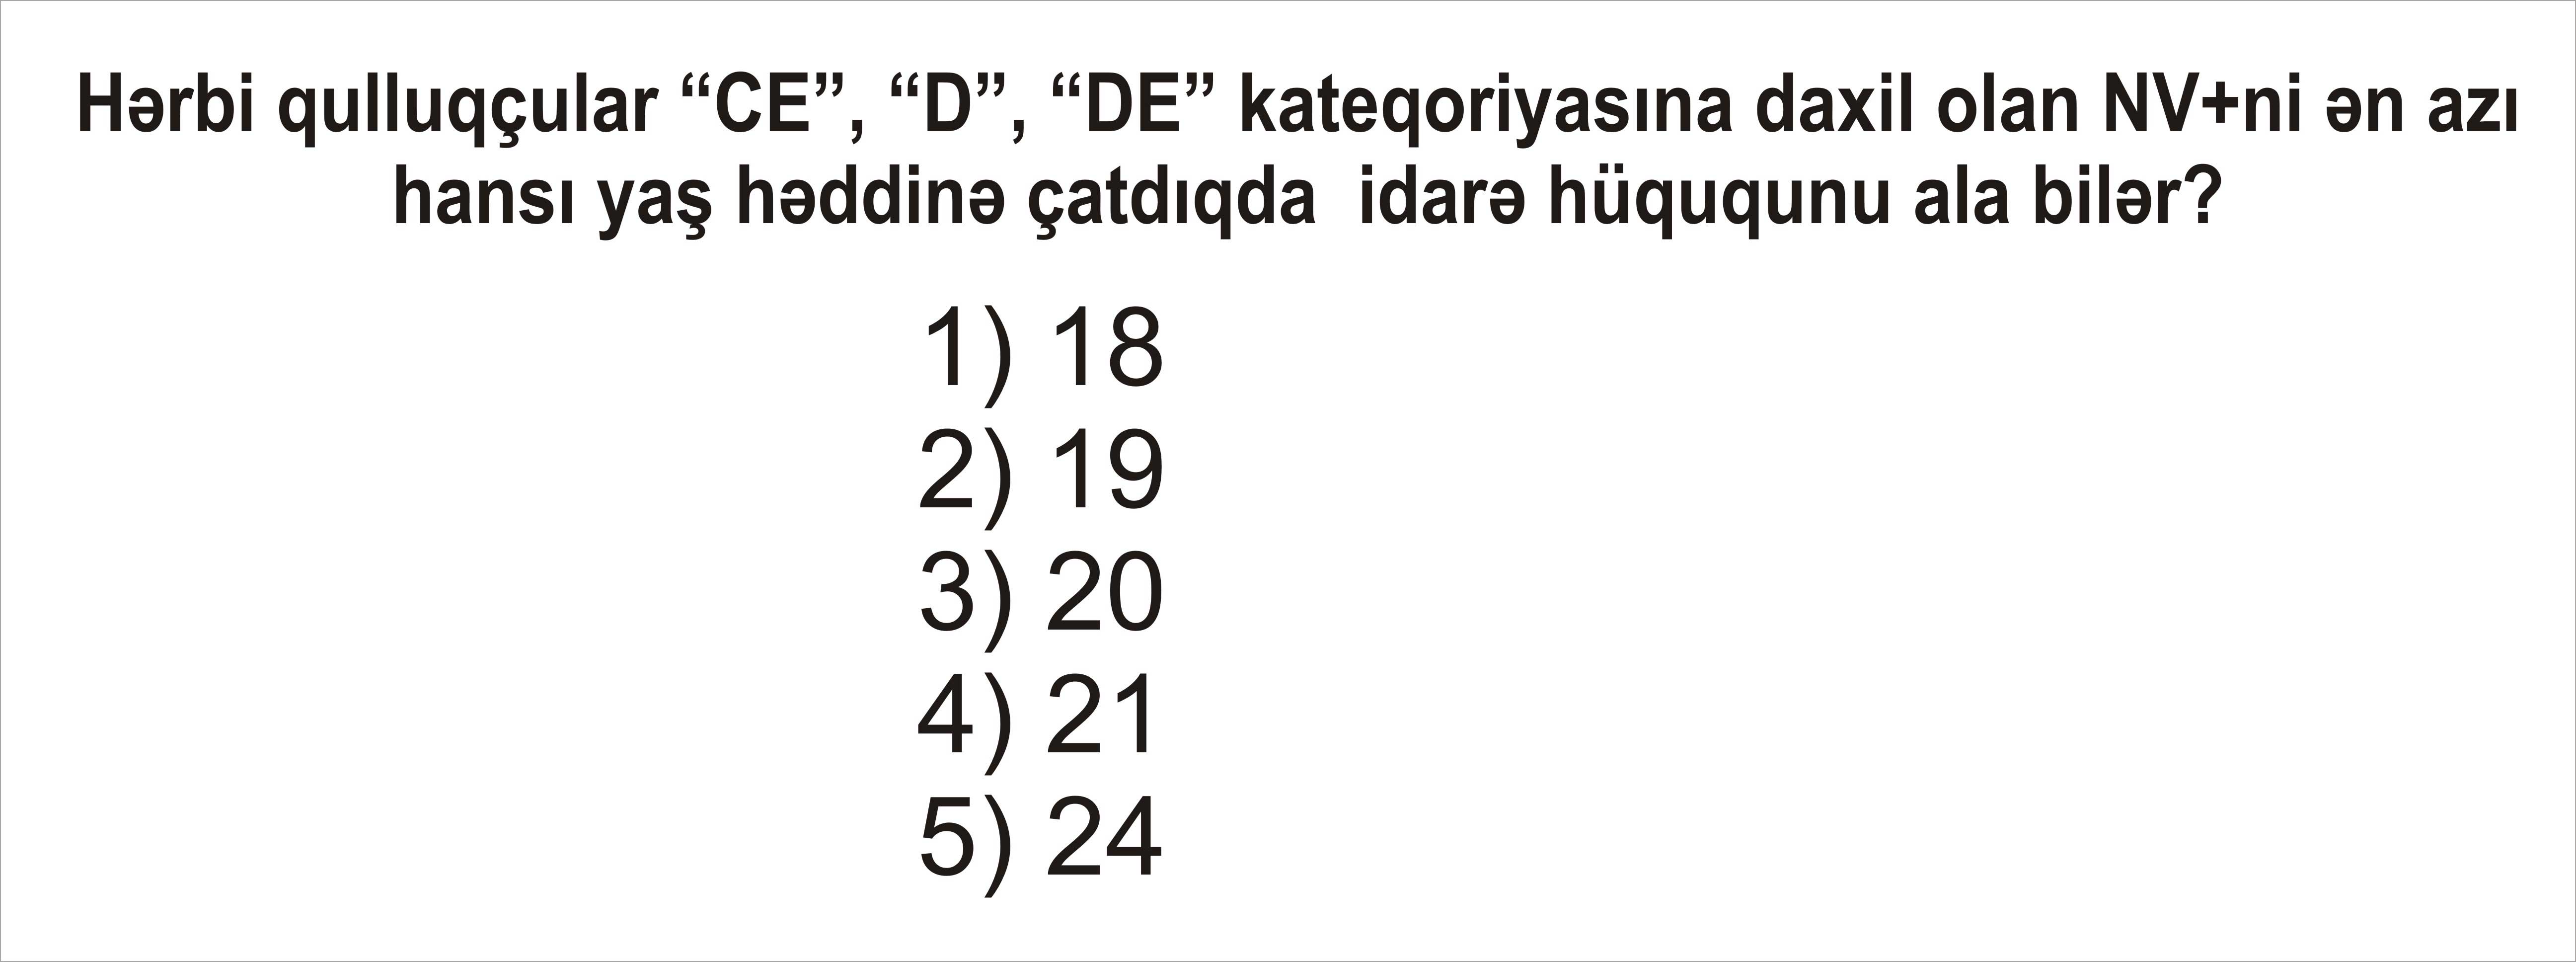 Hərbi qulluqçular “CE”, “D”, “DE” kateqoriyasına daxil olan NV+ni ən azı
hansı yaş həddinə çatdıqda idarə hüququnu ala bilər?
1) 18
2) 19
3) 20
4) 21
5) 24